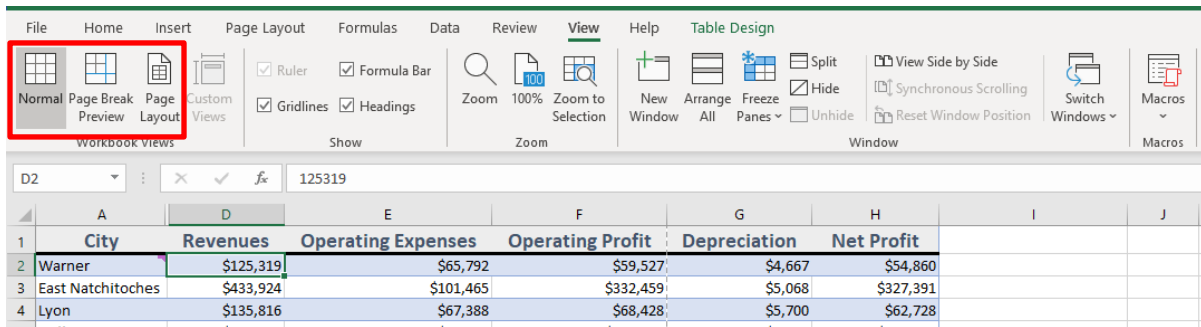 File Home Insert Page Layout Formulas Data Review View Help Table Design
Normal Page Break Preview Page Layout Custom Views
Workbook Views
Ruler Formula Bar
Gridlines Headings
Show
Zoom 100 100% Zoom to Selection
Zoom
New Window Arrange All Freeze Panes
Split
Hide
Unhide
View Side by Side
Synchronous Scrolling
Reset Window Position
Switch Windows
Window
Macros
Macros
D2 fx 125319
A D E F G H I J
1 City Revenues Operating Expenses Operating Profit Depreciation Net Profit
2 Warner $125,319 $65,792 $59,527 $4,667 $54,860
3 East Natchitoches $433,924 $101,465 $332,459 $5,068 $327,391
4 Lyon $135,816 $67,388 $68,428 $5,700 $62,728